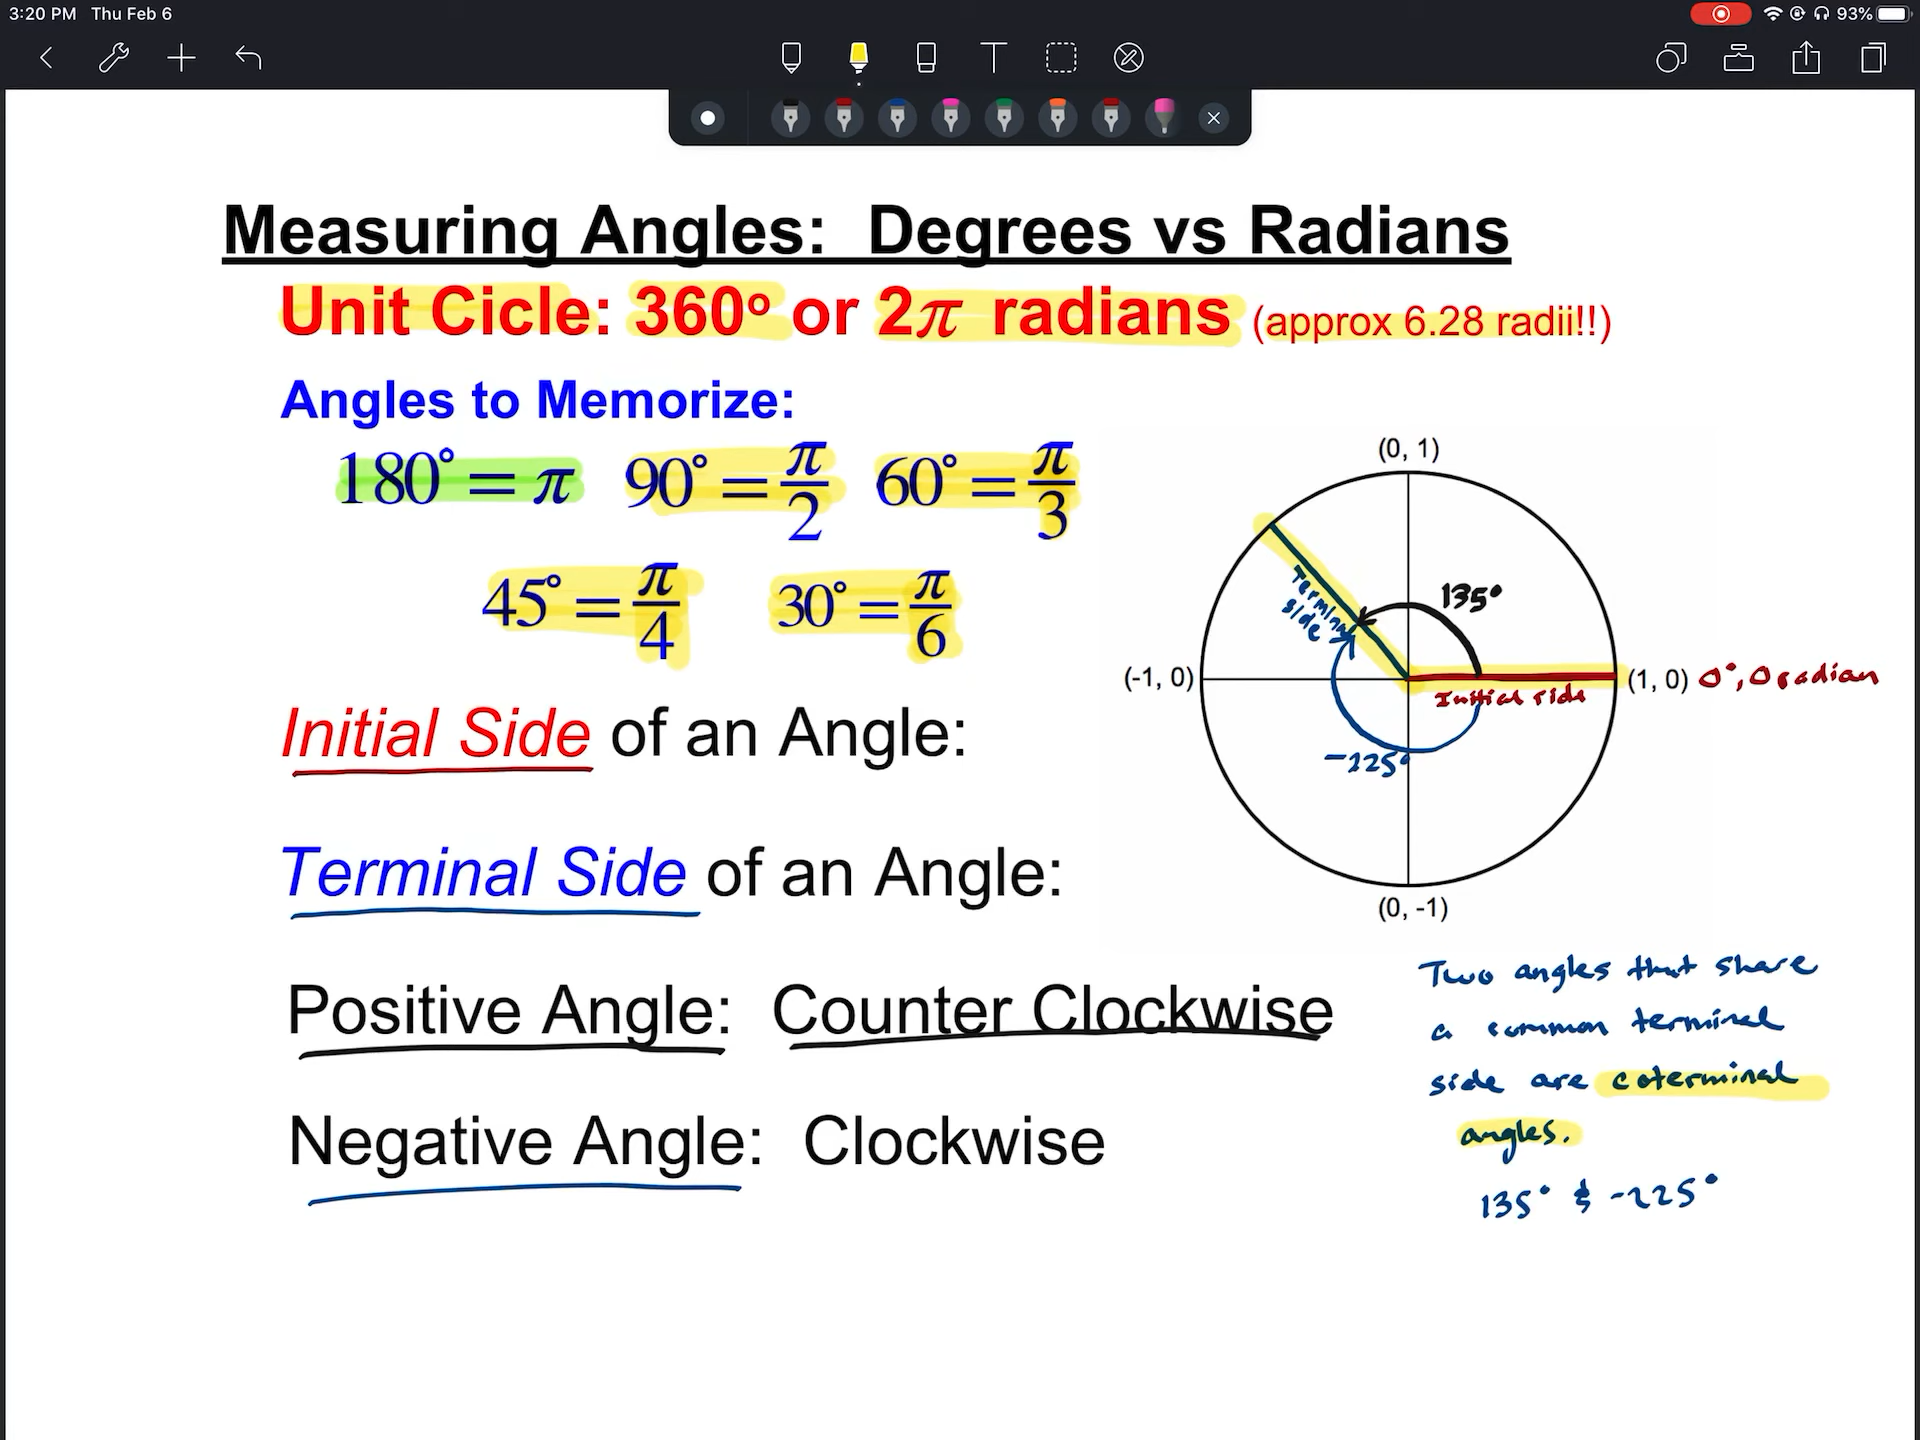 3:20 PM Thu Feb 6
93%
Measuring Angles: Degrees vs Radians
Unit Cicle: 360° or 2π radians (approx 6.28 radii!!)
Angles to Memorize:
180° = π 90° = π/2 60° = π/3
45° = π/4 30° = π/6
(0, 1)
135°
Terminal
side
(-1, 0)
(1, 0) 0°, 0 radian
Initial side
-225°
(0, -1)
Initial Side of an Angle:
Terminal Side of an Angle:
Positive Angle: Counter Clockwise
Negative Angle: Clockwise
Two angles that share
a common terminal
side are coterminal
angles.
135° & -225°